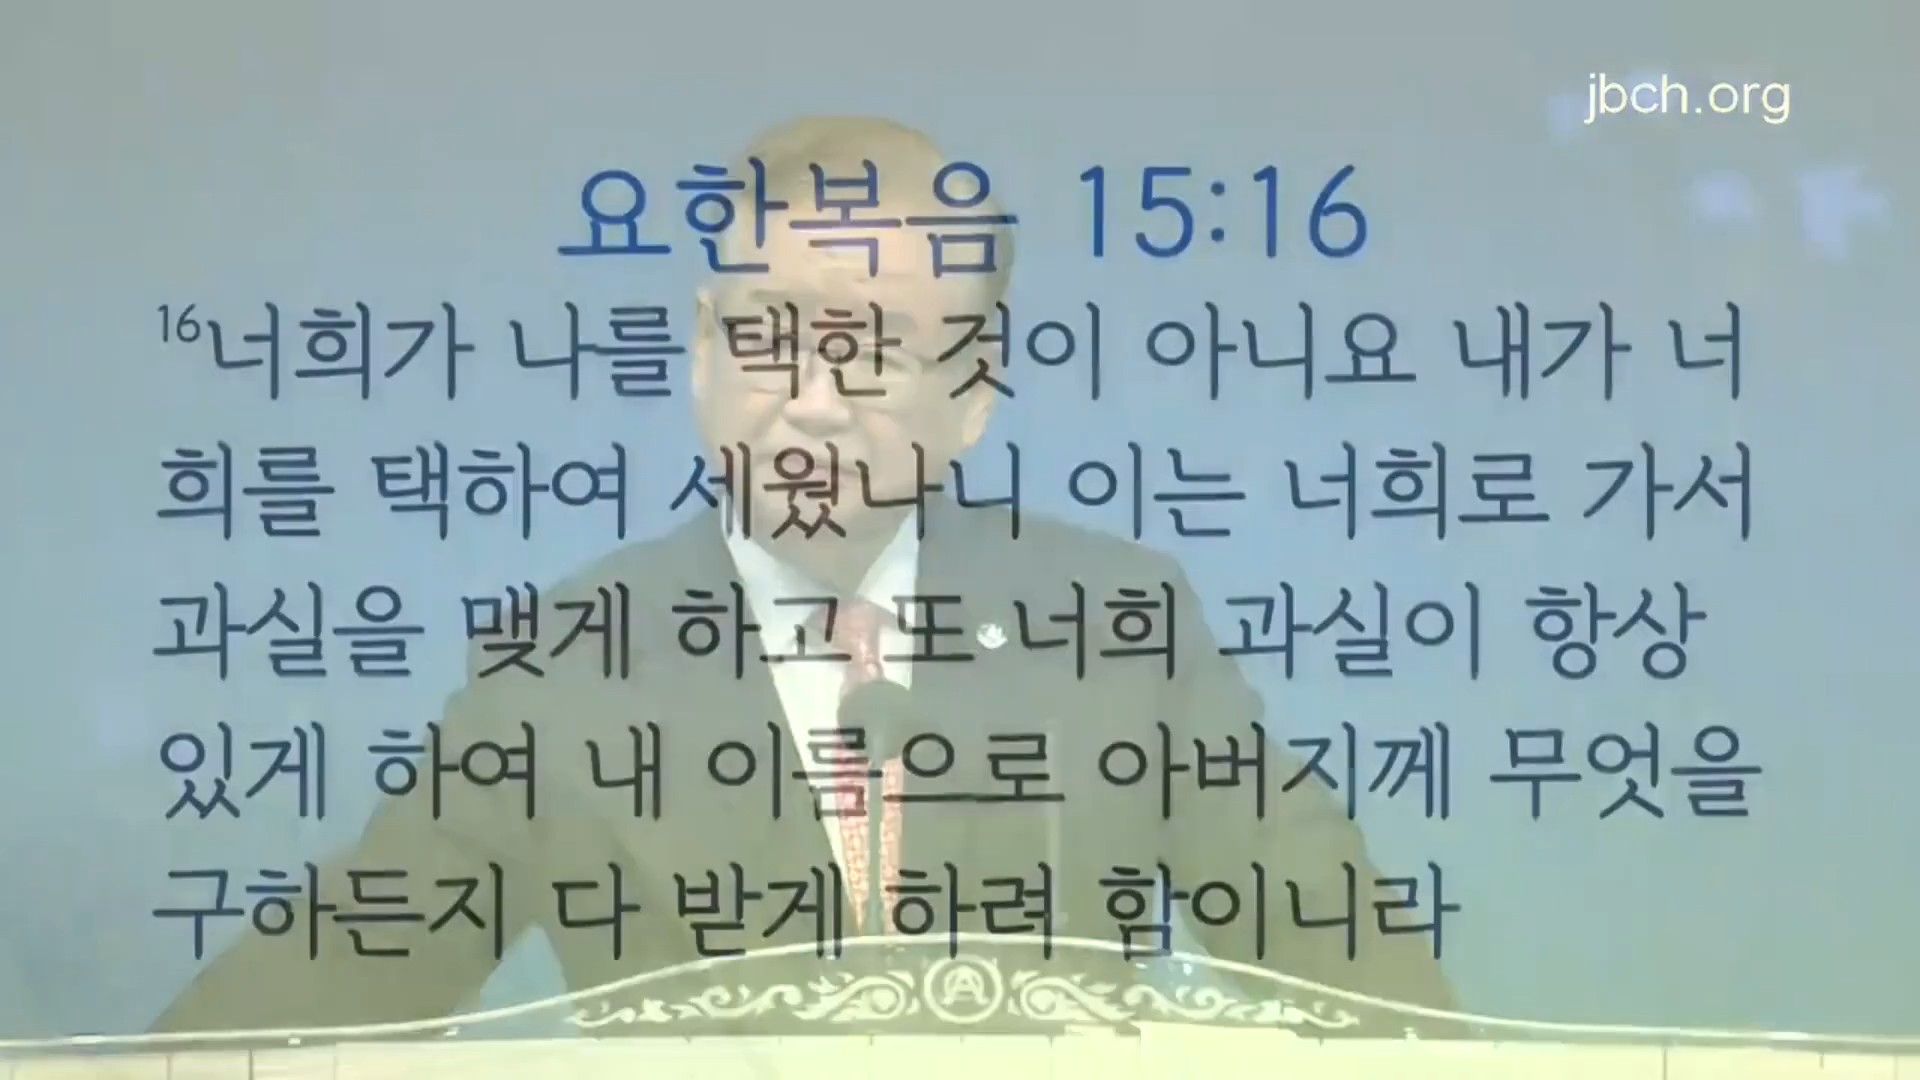 jbch.org
요한복음 15:16
16너희가 나를 택한 것이 아니요 내가 너
희를 택하여 세웠나니 이는 너희로 가서
과실을 맺게 하고 또 너희 과실이 항상
있게 하여 내 이름으로 아버지께 무엇을
구하든지 다 받게 하려 함이니라